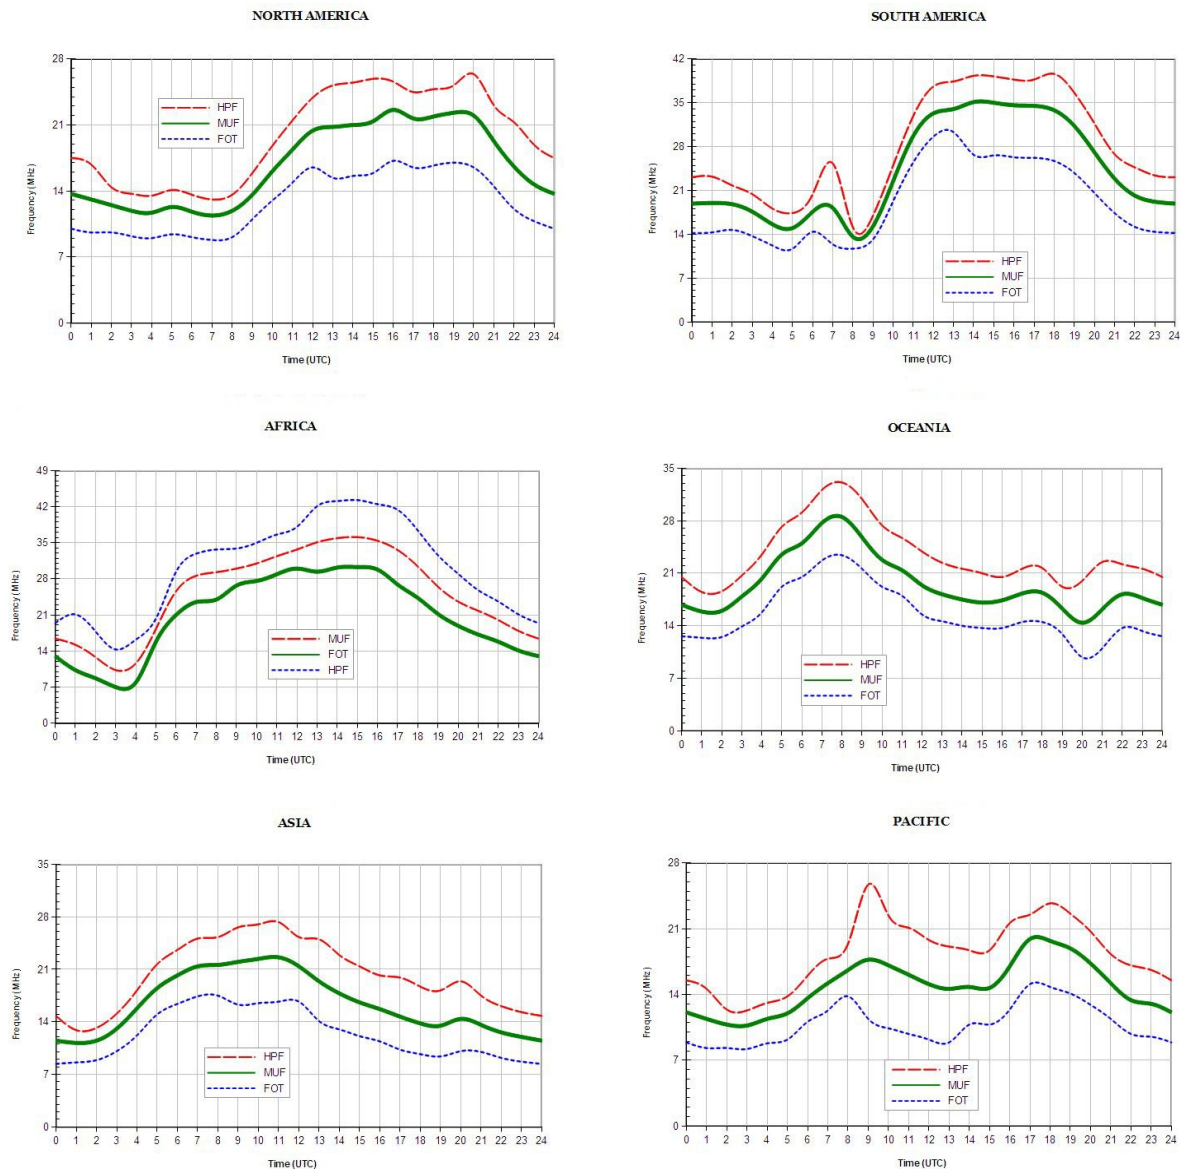 NORTH AMERICA
28
21
14
7
0
Frequency (MHz)
HPF
MUF
FOT
0 1 2 3 4 5 6 7 8 9 10 11 12 13 14 15 16 17 18 19 20 21 22 23 24
Time (UTC)
SOUTH AMERICA
42
35
28
21
14
7
0
Frequency (MHz)
HPF
MUF
FOT
0 1 2 3 4 5 6 7 8 9 10 11 12 13 14 15 16 17 18 19 20 21 22 23 24
Time (UTC)
AFRICA
49
42
35
28
21
14
7
0
Frequency (MHz)
MUF
FOT
HPF
0 1 2 3 4 5 6 7 8 9 10 11 12 13 14 15 16 17 18 19 20 21 22 23 24
Time (UTC)
OCEANIA
35
28
21
14
7
0
Frequency (MHz)
HPF
MUF
FOT
0 1 2 3 4 5 6 7 8 9 10 11 12 13 14 15 16 17 18 19 20 21 22 23 24
Time (UTC)
ASIA
35
28
21
14
7
0
Frequency (MHz)
HPF
MUF
FOT
0 1 2 3 4 5 6 7 8 9 10 11 12 13 14 15 16 17 18 19 20 21 22 23 24
Time (UTC)
PACIFIC
28
21
14
7
0
Frequency (MHz)
HPF
MUF
FOT
0 1 2 3 4 5 6 7 8 9 10 11 12 13 14 15 16 17 18 19 20 21 22 23 24
Time (UTC)